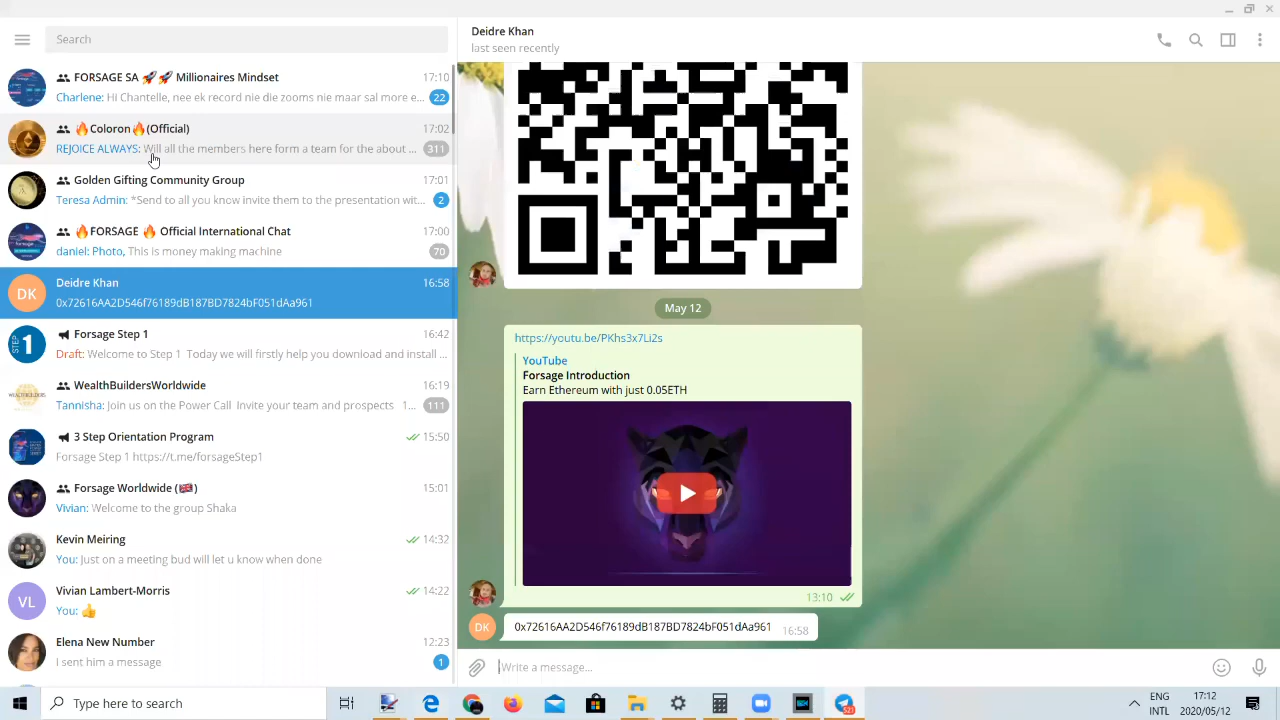 Search
FORSAGE SA 🚀 🚀 Millionaires Mindset 17:10
Charlene: Hi Chantelle, nee ek record nie die zooms nie maar sal more e... 22
🔥Coloron🔥(Official) 17:02
REJOICE ALWAYS: Will all the members here form a team for the about ... 311
Golden Gifting Community Group 17:01
Teresa Admin: *Send to all you know invite them to the presentation wit... 2
🔥FORSAGE 🔥 Official International Chat 17:00
daniel: Photo, This is money making machine 70
DK
Deidre Khan 16:58
0x72616AA2D546f76189dB187BD7824bF051dAa961
STEP 1
Forsage Step 1 16:42
Draft: Welcome to Step 1 Today we will firstly help you download and install ...
WealthBuildersWorldwide 16:19
Tannisha: Join us on the Power Call Invite your team and prospects 1... 111
3 Step Orientation Program 15:50
Forsage Step 1 https://t.me/forsageStep1
Forsage Worldwide (🇬🇧) 15:01
Vivian: Welcome to the group Shaka
Kevin Meiring 14:32
You: Just on a meeting bud will let u know when done
VL
Vivian Lambert-Morris 14:22
You: 👍
Elena New Number 12:23
I sent him a message 1
Deidre Khan
last seen recently
May 12
https://youtu.be/PKhs3x7Li2s
YouTube
Forsage Introduction
Earn Ethereum with just 0.05ETH
13:10
DK
0x72616AA2D546f76189dB187BD7824bF051dAa961 16:58
Write a message...
Type here to search
ENG
INTL
17:12
2020/05/12